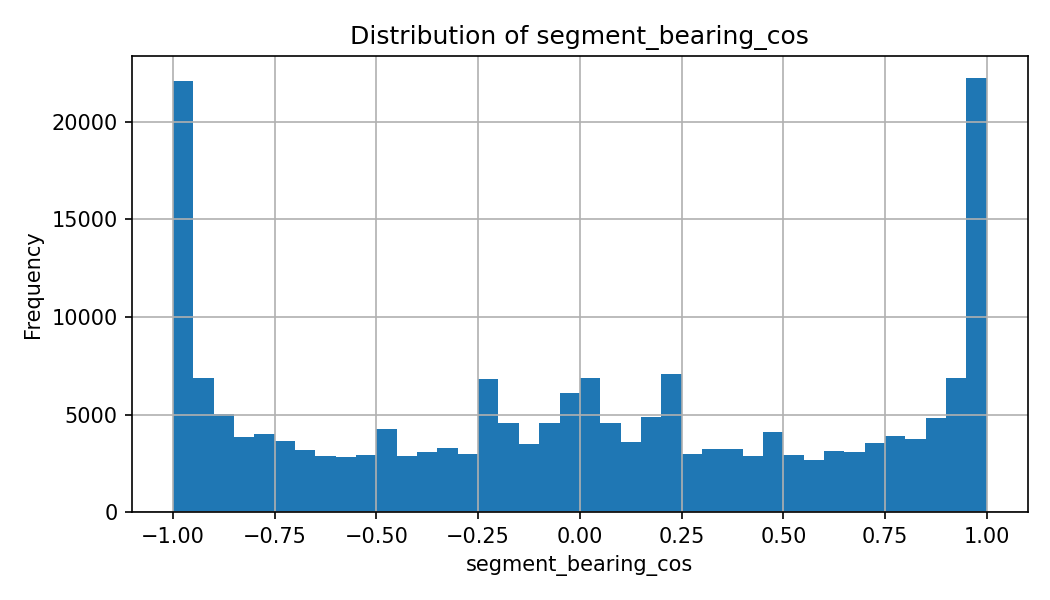 Distribution of segment_bearing_cos
Frequency
20000
15000
10000
5000
0
−1.00 −0.75 −0.50 −0.25 0.00 0.25 0.50 0.75 1.00
segment_bearing_cos